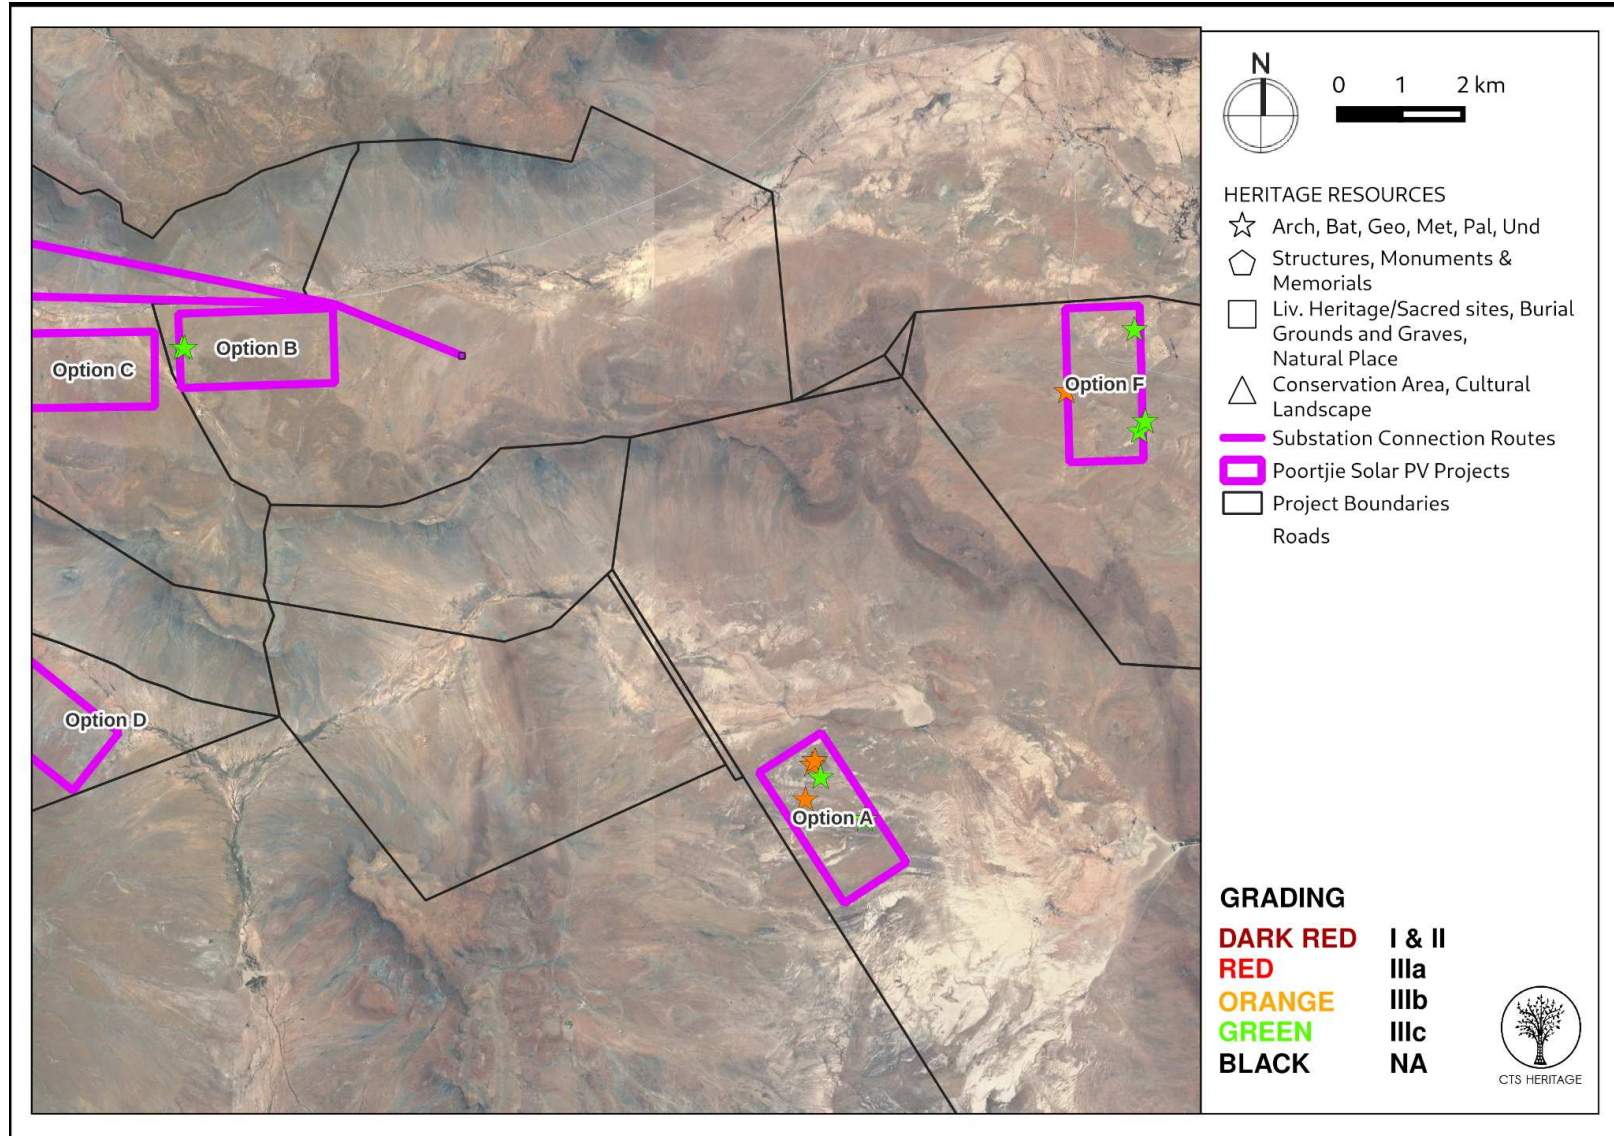 N
0 1 2 km
HERITAGE RESOURCES
Arch, Bat, Geo, Met, Pal, Und
Structures, Monuments &
Memorials
Liv. Heritage/Sacred sites, Burial
Grounds and Graves,
Natural Place
Conservation Area, Cultural
Landscape
Substation Connection Routes
Poortjie Solar PV Projects
Project Boundaries
Roads
Option B
Option C
Option F
Option D
Option A
GRADING
DARK RED I & II
RED IIIa
ORANGE IIIb
GREEN IIIc
BLACK NA
CTS HERITAGE